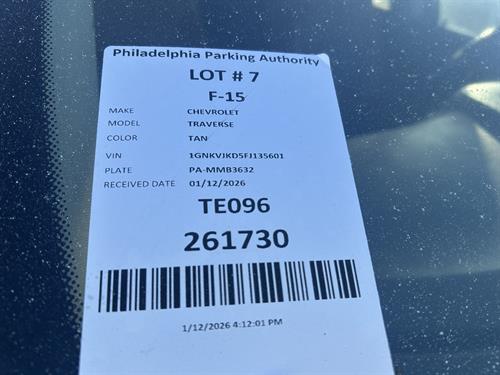 Philadelphia Parking Authority
LOT # 7
F-15
MAKE CHEVROLET
MODEL TRAVERSE
COLOR TAN
VIN 1GNKVJKD5FJ135601
PLATE PA-MMB3632
RECEIVED DATE 01/12/2026
TE096
261730
1/12/2026 4:12:01 PM